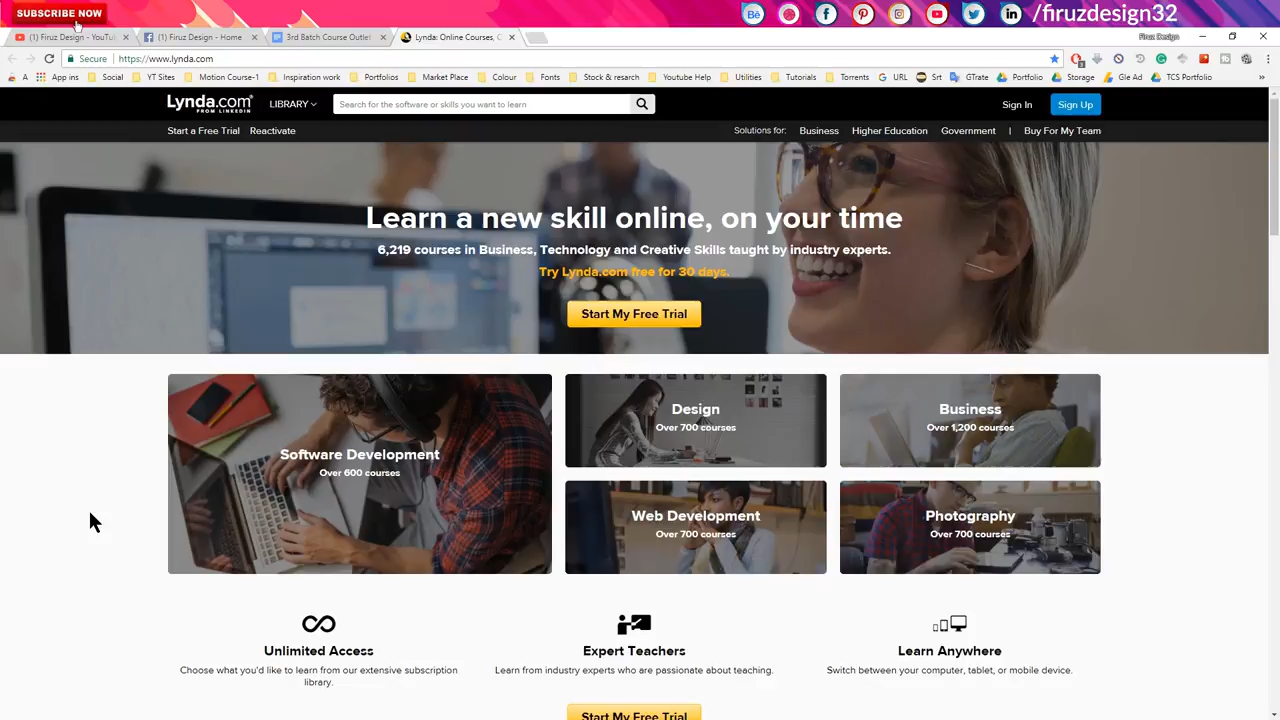 SUBSCRIBE NOW
/firuzdesign32
(1) Firuz Design - YouTu
(1) Firuz Design - Home
3rd Batch Course Outlet
Lynda: Online Courses, C
Firuz Design
Secure
https://www.lynda.com
App ins
Social
YT Sites
Motion Course-1
Inspiration work
Portfolios
Market Place
Colour
Fonts
Stock & research
Youtube Help
Utilities
Tutorials
Torrents
URL
Srt
GTrate
Portfolio
Storage
Gle Ad
TCS Portfolio
Lynda.com
FROM LINKEDIN
LIBRARY
Search for the software or skills you want to learn
Sign In
Sign Up
Start a Free Trial
Reactivate
Solutions for:
Business
Higher Education
Government
|
Buy For My Team
Learn a new skill online, on your time
6,219 courses in Business, Technology and Creative Skills taught by industry experts.
Try Lynda.com free for 30 days.
Start My Free Trial
Software Development
Over 600 courses
Design
Over 700 courses
Business
Over 1,200 courses
Web Development
Over 700 courses
Photography
Over 700 courses
Unlimited Access
Choose what you'd like to learn from our extensive subscription
library.
Expert Teachers
Learn from industry experts who are passionate about teaching.
Learn Anywhere
Switch between your computer, tablet, or mobile device.
Start My Free Trial